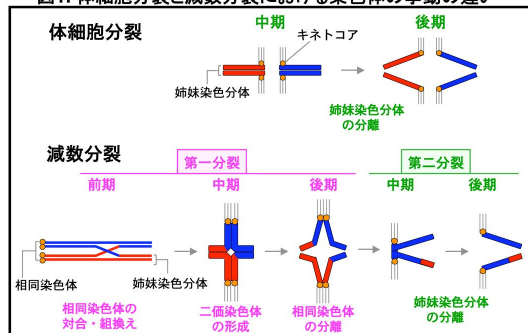 体細胞分裂
中期
後期
キネトコア
姉妹染色分体
姉妹染色分体
の分離
減数分裂
第一分裂
第二分裂
前期
中期
後期
中期
後期
相同染色体
姉妹染色分体
相同染色体の
対合・組換え
二価染色体
の形成
相同染色体
の分離
姉妹染色分体
の分離